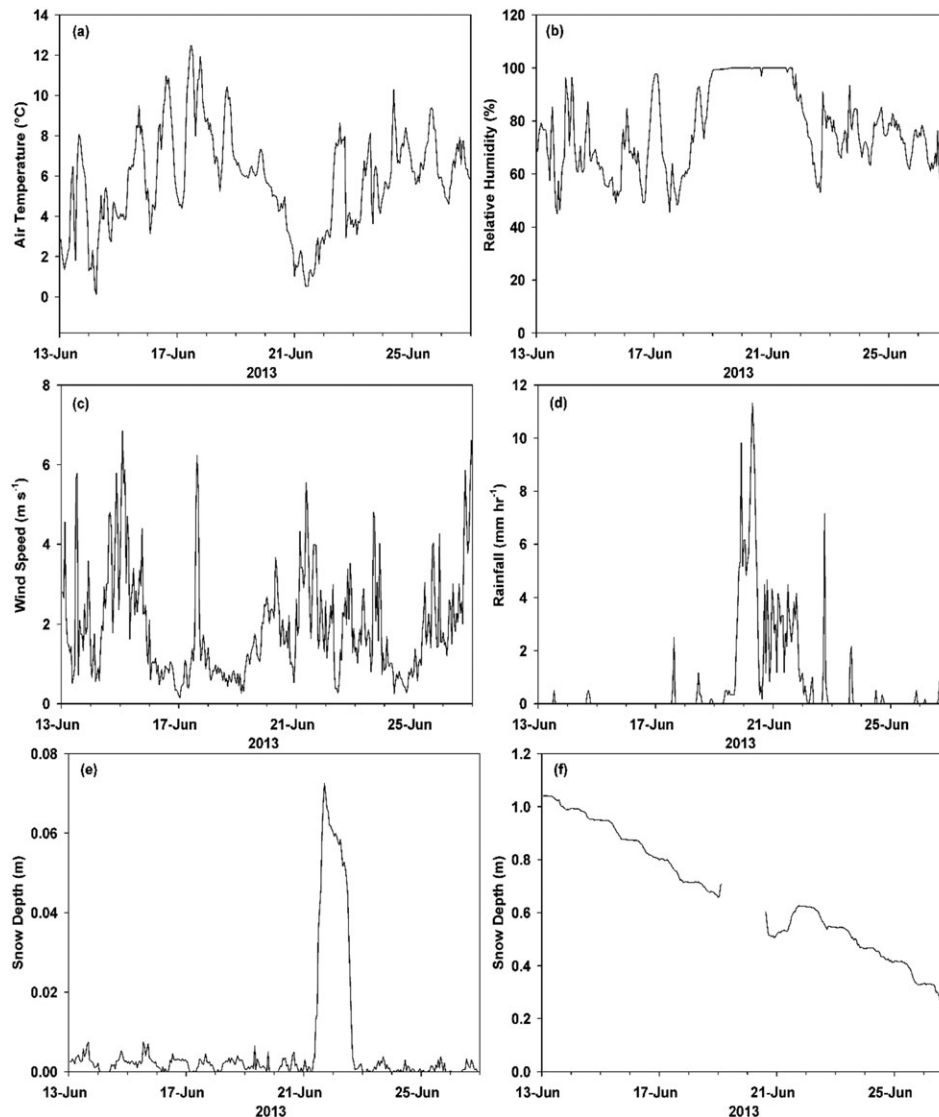 (a)
14
12
10
8
6
4
2
0
Air Temperature (°C)
13-Jun 17-Jun 21-Jun 25-Jun
2013
(b)
120
100
80
60
40
20
0
Relative Humidity (%)
13-Jun 17-Jun 21-Jun 25-Jun
2013
(c)
8
6
4
2
0
Wind Speed (m s⁻¹)
13-Jun 17-Jun 21-Jun 25-Jun
2013
(d)
12
10
8
6
4
2
0
Rainfall (mm hr⁻¹)
13-Jun 17-Jun 21-Jun 25-Jun
2013
(e)
0.08
0.06
0.04
0.02
0.00
Snow Depth (m)
13-Jun 17-Jun 21-Jun 25-Jun
2013
(f)
1.2
1.0
0.8
0.6
0.4
0.2
0.0
Snow Depth (m)
13-Jun 17-Jun 21-Jun 25-Jun
2013